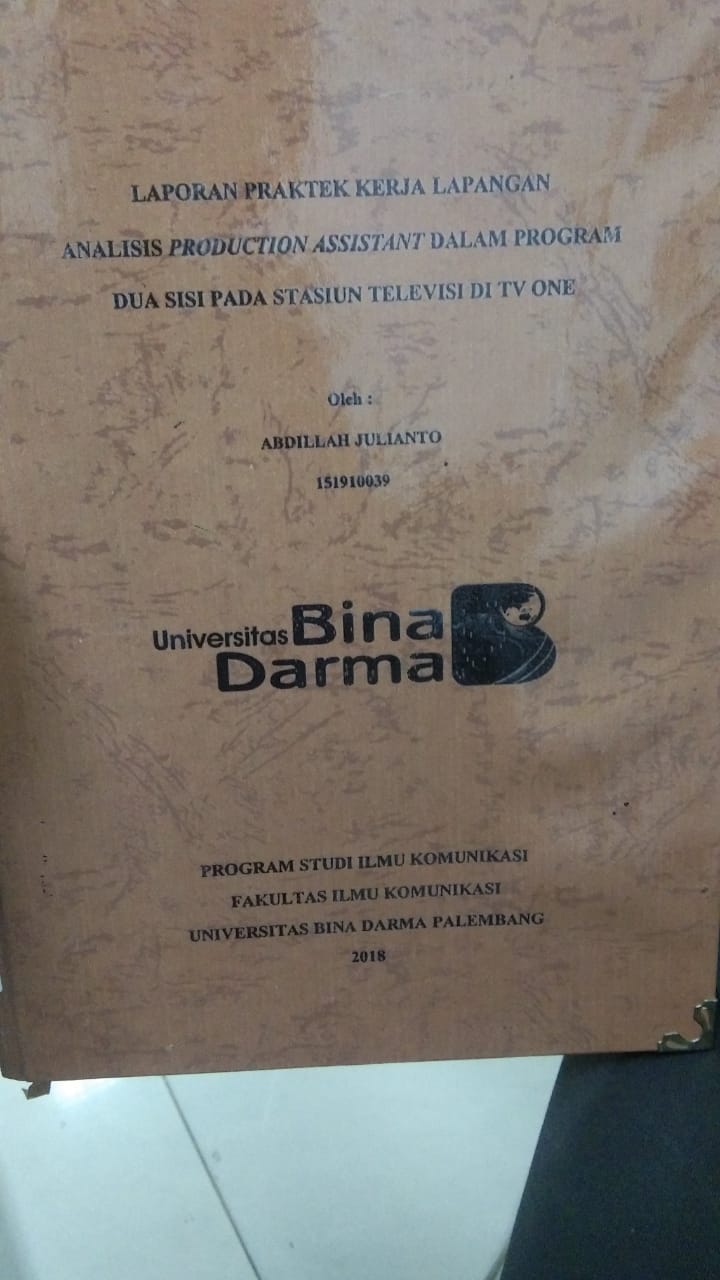 LAPORAN PRAKTEK KERJA LAPANGAN
ANALISIS PRODUCTION ASSISTANT DALAM PROGRAM
DUA SISI PADA STASIUN TELEVISI DI TV ONE
Oleh :
ABDILLAH JULIANTO
151910039
Universitas Bina
Darma
PROGRAM STUDI ILMU KOMUNIKASI
FAKULTAS ILMU KOMUNIKASI
UNIVERSITAS BINA DARMA PALEMBANG
2018